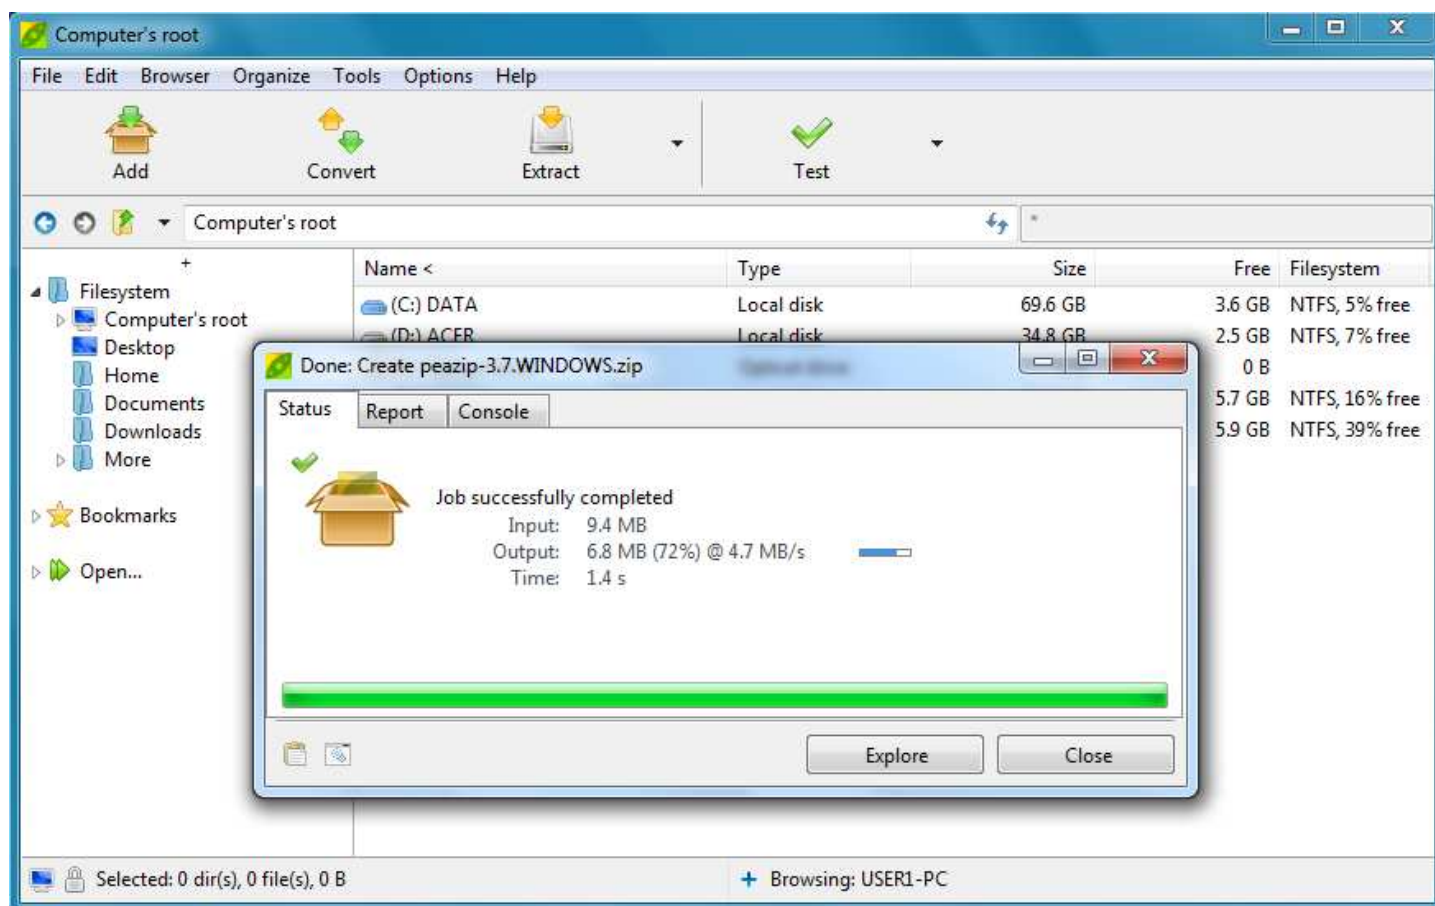 Computer's root
File Edit Browser Organize Tools Options Help
Add Convert Extract Test
Computer's root *
+
Name < Type Size Free Filesystem
Filesystem
Computer's root
Desktop
Home
Documents
Downloads
More
Bookmarks
Open...
(C:) DATA Local disk 69.6 GB 3.6 GB NTFS, 5% free
(D:) ACER Local disk 34.8 GB 2.5 GB NTFS, 7% free
0 B
5.7 GB NTFS, 16% free
5.9 GB NTFS, 39% free
Done: Create peazip-3.7.WINDOWS.zip
Status Report Console
Job successfully completed
Input: 9.4 MB
Output: 6.8 MB (72%) @ 4.7 MB/s
Time: 1.4 s
Explore Close
Selected: 0 dir(s), 0 file(s), 0 B + Browsing: USER1-PC